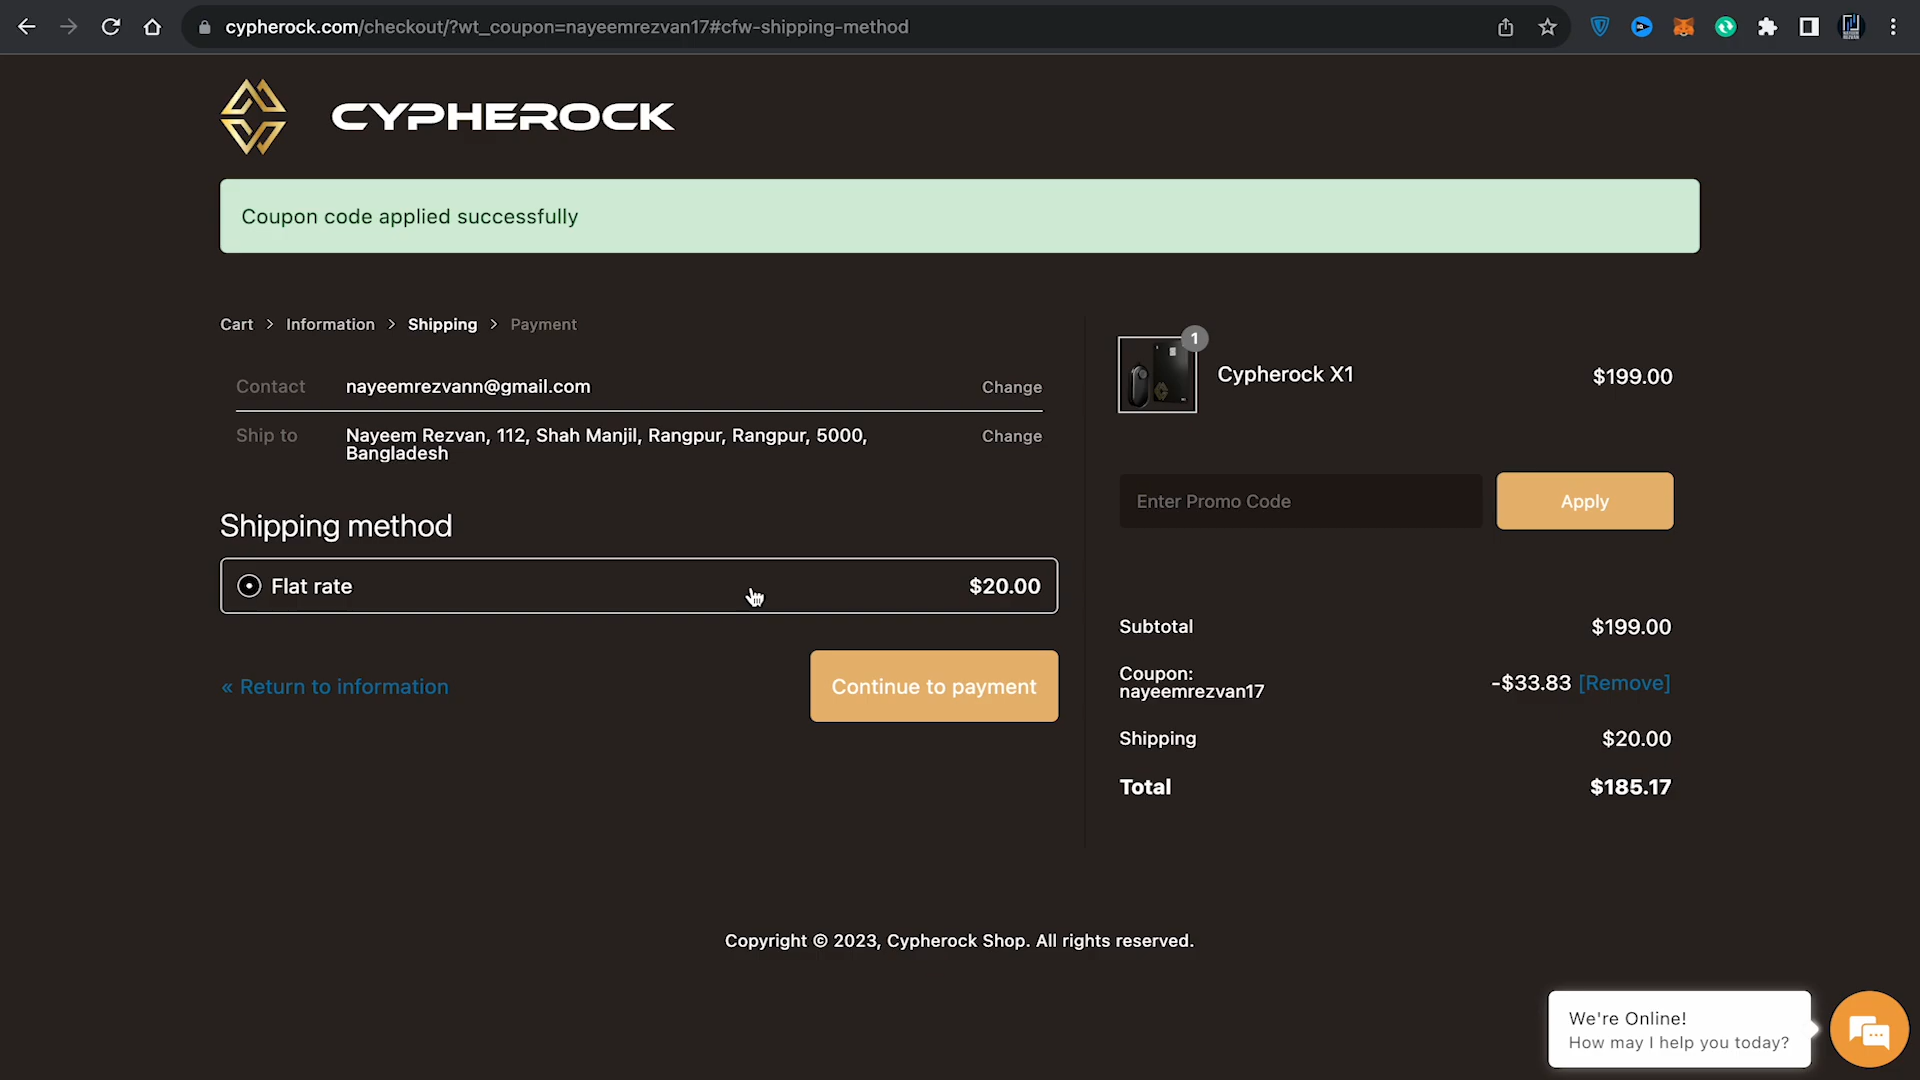 cypherock.com/checkout/?wt_coupon=nayeemrezvan17#cfw-shipping-method
CYPHEROCK
Coupon code applied successfully
Cart > Information > Shipping > Payment
Contact nayeemrezvann@gmail.com Change
Ship to Nayeem Rezvan, 112, Shah Manjil, Rangpur, Rangpur, 5000, Change
Bangladesh
Shipping method
Flat rate $20.00
« Return to information
Continue to payment
1
Cypherock X1 $199.00
Enter Promo Code Apply
Subtotal $199.00
Coupon:
nayeemrezvan17 -$33.83 [Remove]
Shipping $20.00
Total $185.17
Copyright © 2023, Cypherock Shop. All rights reserved.
We're Online!
How may I help you today?